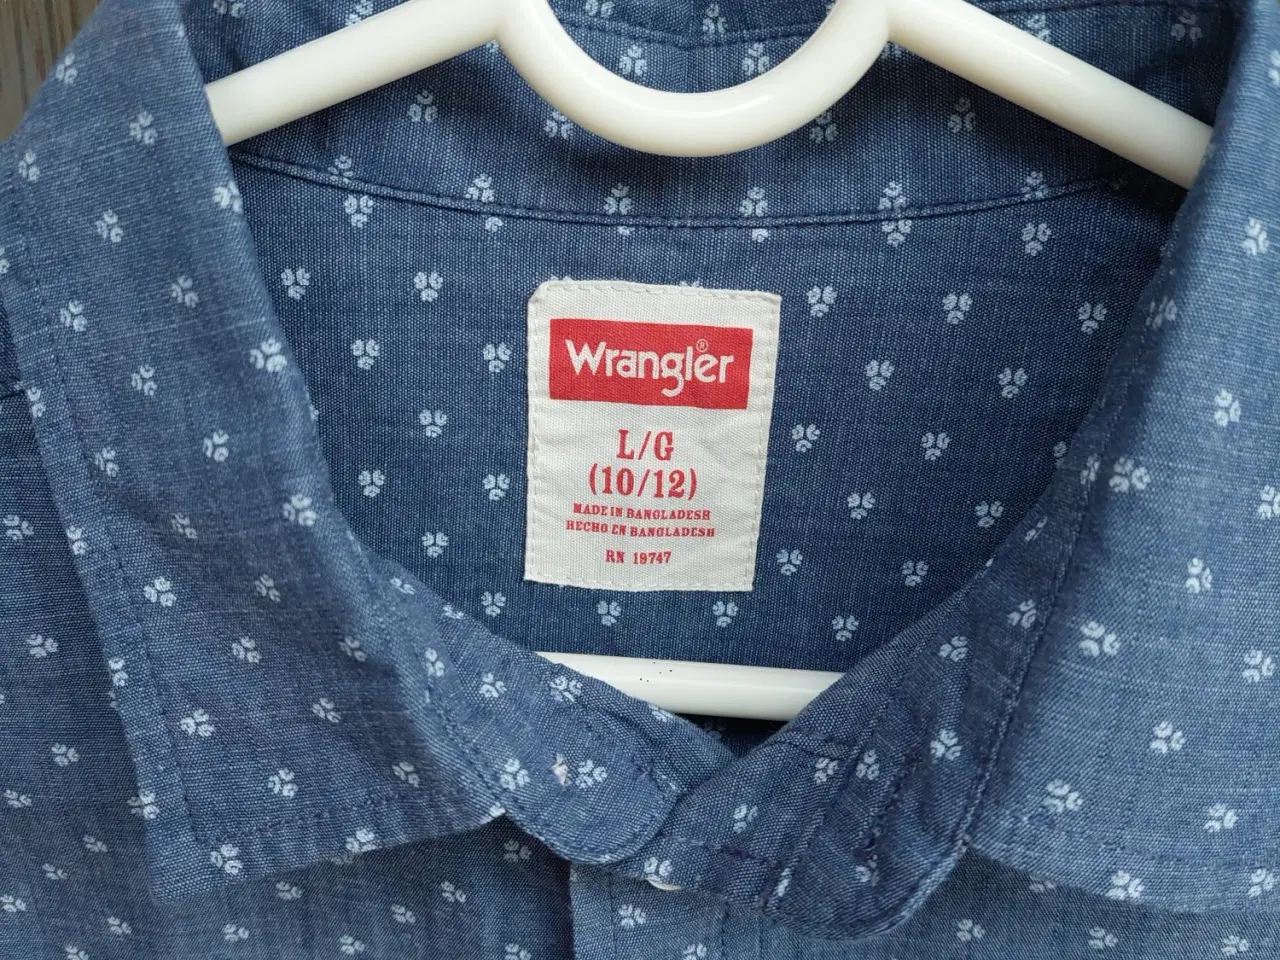 Wrangler®
L/G
(10/12)
MADE IN BANGLADESH
HECHO EN BANGLADESH
RN 19747